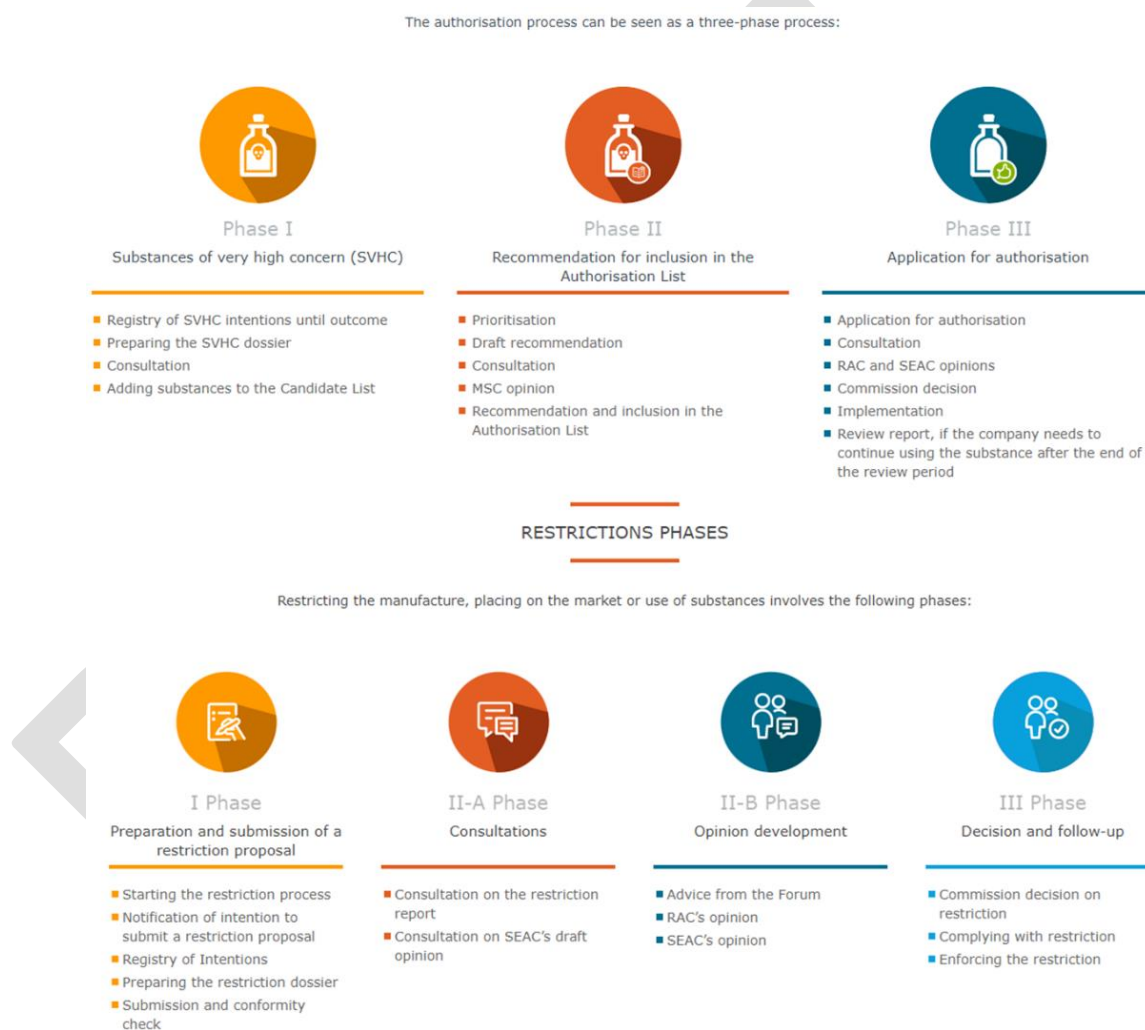 The authorisation process can be seen as a three-phase process:
Phase I
Substances of very high concern (SVHC)
■ Registry of SVHC intentions until outcome
■ Preparing the SVHC dossier
■ Consultation
■ Adding substances to the Candidate List
Phase II
Recommendation for inclusion in the
Authorisation List
■ Prioritisation
■ Draft recommendation
■ Consultation
■ MSC opinion
■ Recommendation and inclusion in the
Authorisation List
Phase III
Application for authorisation
■ Application for authorisation
■ Consultation
■ RAC and SEAC opinions
■ Commission decision
■ Implementation
■ Review report, if the company needs to
continue using the substance after the end of
the review period
RESTRICTIONS PHASES
Restricting the manufacture, placing on the market or use of substances involves the following phases:
I Phase
Preparation and submission of a
restriction proposal
■ Starting the restriction process
■ Notification of intention to
submit a restriction proposal
■ Registry of Intentions
■ Preparing the restriction dossier
■ Submission and conformity
check
II-A Phase
Consultations
■ Consultation on the restriction
report
■ Consultation on SEAC's draft
opinion
II-B Phase
Opinion development
■ Advice from the Forum
■ RAC's opinion
■ SEAC's opinion
III Phase
Decision and follow-up
■ Commission decision on
restriction
■ Complying with restriction
■ Enforcing the restriction